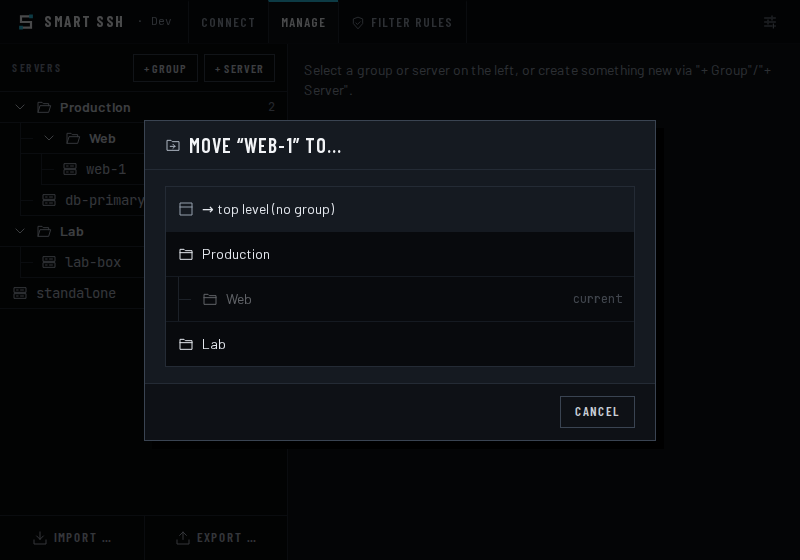 SMART SSH · Dev
CONNECT
MANAGE
FILTER RULES
SERVERS
+GROUP
+SERVER
Select a group or server on the left, or create something new via "+ Group"/"+
Server".
Production 2
Web
web-1
db-primary
Lab
lab-box
standalone
MOVE “WEB-1” TO…
→ top level (no group)
Production
Web current
Lab
CANCEL
IMPORT …
EXPORT …